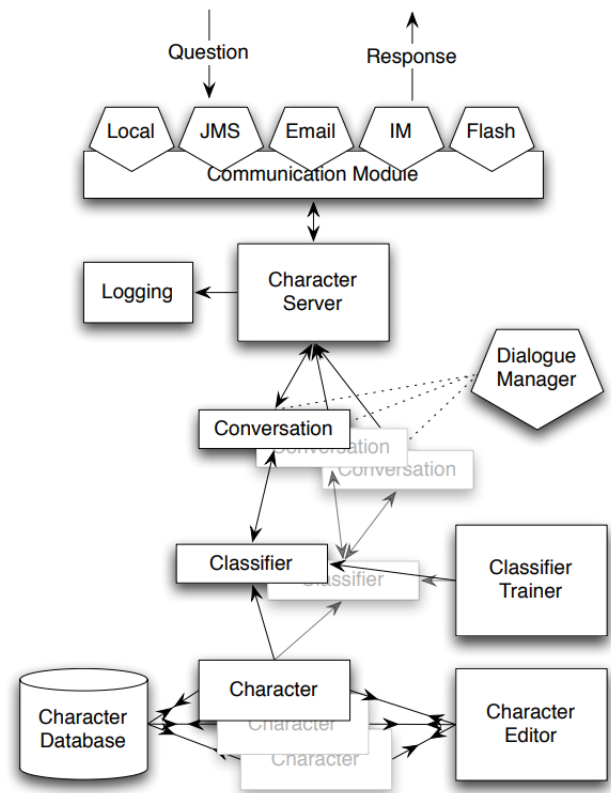 Question
Response
Local
JMS
Email
IM
Flash
Communication Module
Logging
Character
Server
Dialogue
Manager
Conversation
Conversation
Conversation
Classifier
Classifier
Classifier
Trainer
Character
Database
Character
Character
Character
Character
Editor